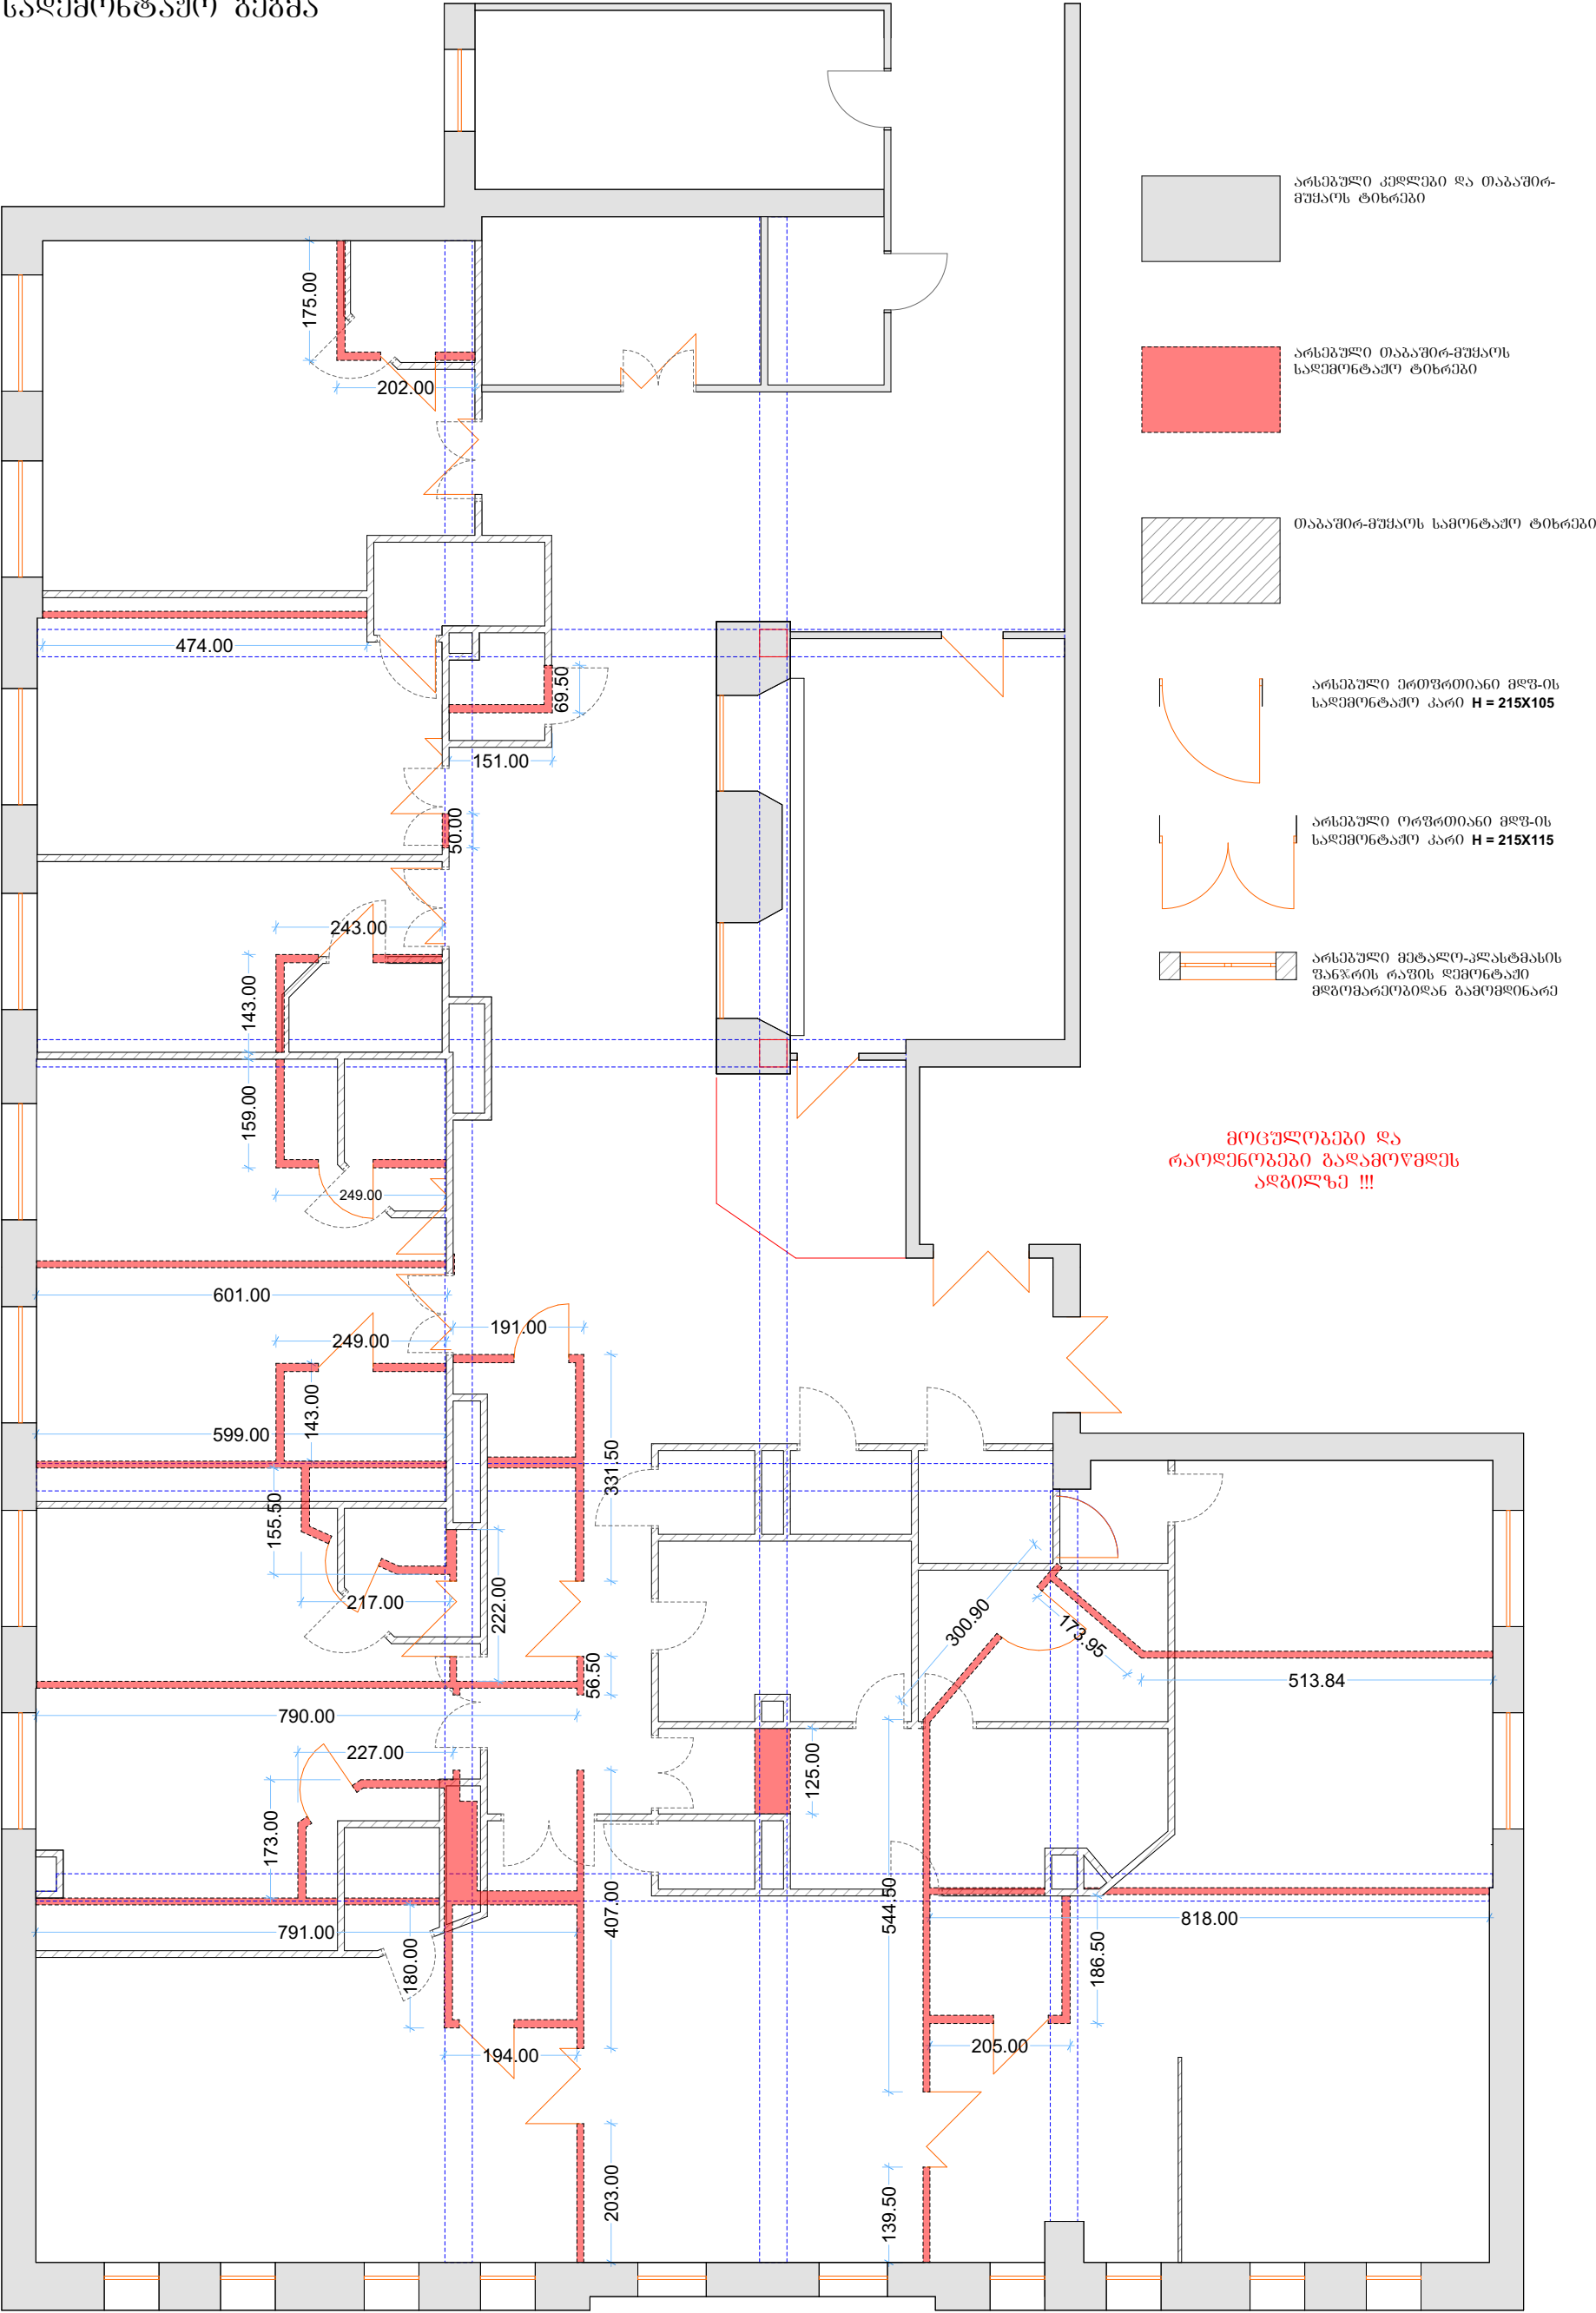 სადემონტაჟო გეგმა
არსებული კედლები და თაბაშირ-
მუყაოს ტიხრები
არსებული თაბაშირ-მუყაოს
სადემონტაჟო ტიხრები
თაბაშირ-მუყაოს სამონტაჟო ტიხრები
არსებული ერთფრთიანი მდფ-ის
სადემონტაჟო კარი H = 215X105
არსებული ორფრთიანი მდფ-ის
სადემონტაჟო კარი H = 215X115
არსებული მეტალო-პლასტმასის
ფანჯრის რაფის დემონტაჟი
მდგომარეობიდან გამომდინარე
მოცულობები და
რაოდენობები გადამოწმდეს
ადგილზე !!!
175.00
202.00
474.00
69.50
151.00
50.00
243.00
143.00
159.00
249.00
601.00
191.00
249.00
143.00
599.00
331.50
155.50
217.00
222.00
300.90
173.95
56.50
513.84
790.00
227.00
125.00
173.00
791.00
407.00
544.50
818.00
180.00
186.50
194.00
205.00
203.00
139.50